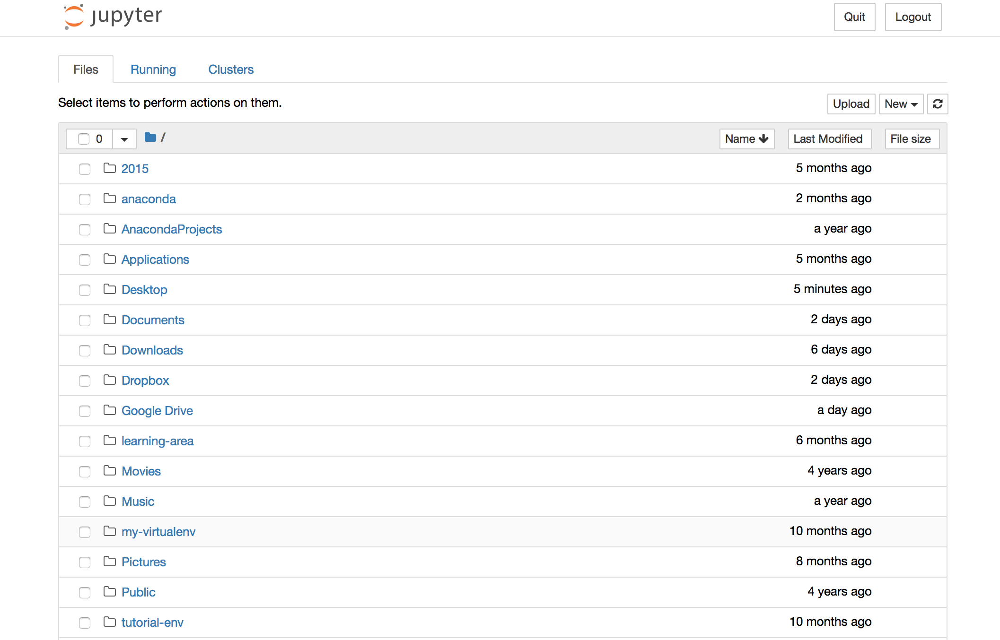 jupyter Quit Logout
Files Running Clusters
Select items to perform actions on them. Upload New
0 / Name Last Modified File size
2015 5 months ago
anaconda 2 months ago
AnacondaProjects a year ago
Applications 5 months ago
Desktop 5 minutes ago
Documents 2 days ago
Downloads 6 days ago
Dropbox 2 days ago
Google Drive a day ago
learning-area 6 months ago
Movies 4 years ago
Music a year ago
my-virtualenv 10 months ago
Pictures 8 months ago
Public 4 years ago
tutorial-env 10 months ago